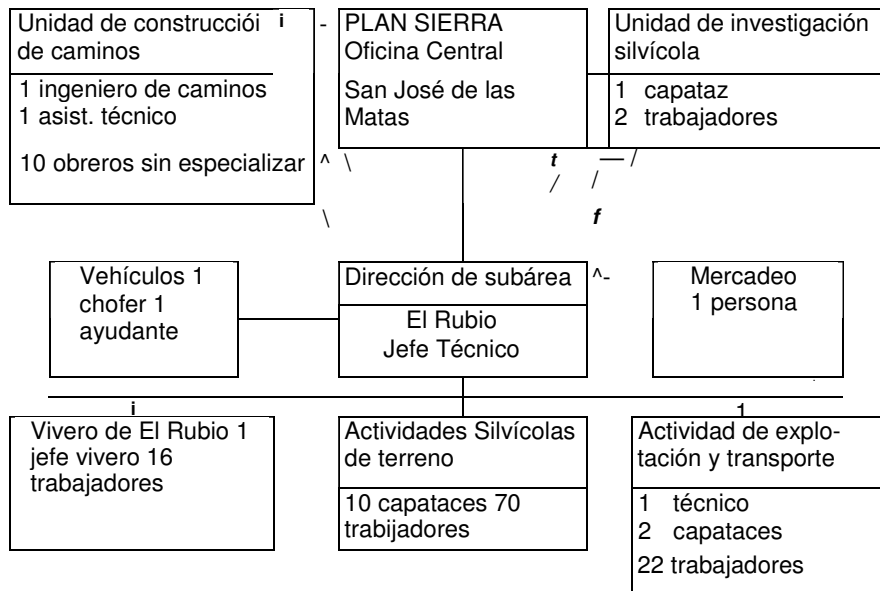 Unidad de construcciói i
de caminos
1 ingeniero de caminos
1 asist. técnico
10 obreros sin especializar
- PLAN SIERRA
Oficina Central
San José de las
Matas
Unidad de investigación
silvícola
1 capataz
2 trabajadores
^ \
t — /
/ /
\
f
Vehículos 1
chofer 1
ayudante
Dirección de subárea ^-
El Rubio
Jefe Técnico
Mercadeo
1 persona
i
1
Vivero de El Rubio 1
jefe vivero 16
trabajadores
Actividades Silvícolas
de terreno
10 capataces 70
trabijadores
Actividad de explo-
tación y transporte
1 técnico
2 capataces
22 trabajadores